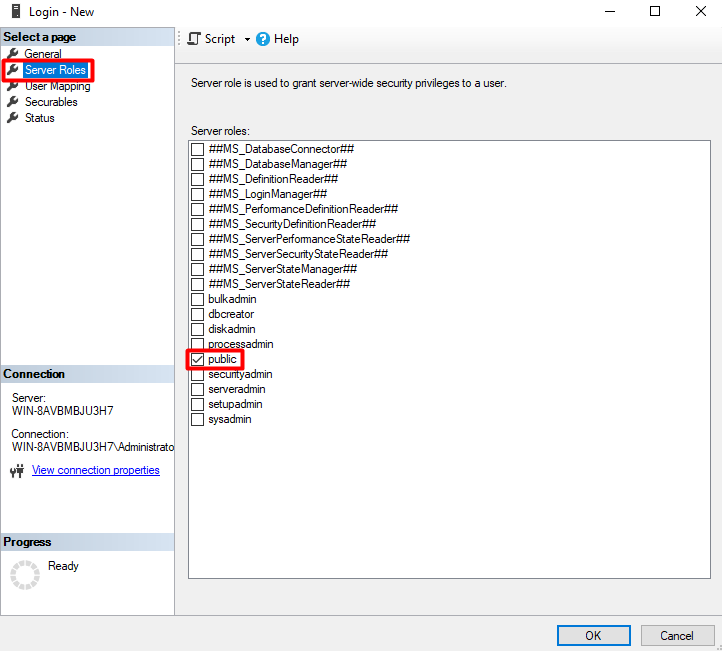 Login - New
Select a page
General
Server Roles
User Mapping
Securables
Status
Connection
Server:
WIN-8AVBMBJU3H7
Connection:
WIN-8AVBMBJU3H7\Administrato
View connection properties
Progress
Ready
Script Help
Server role is used to grant server-wide security privileges to a user.
Server roles:
##MS_DatabaseConnector##
##MS_DatabaseManager##
##MS_DefinitionReader##
##MS_LoginManager##
##MS_PerformanceDefinitionReader##
##MS_SecurityDefinitionReader##
##MS_ServerPerformanceStateReader##
##MS_ServerSecurityStateReader##
##MS_ServerStateManager##
##MS_ServerStateReader##
bulkadmin
dbcreator
diskadmin
processadmin
public
securityadmin
serveradmin
setupadmin
sysadmin
OK Cancel